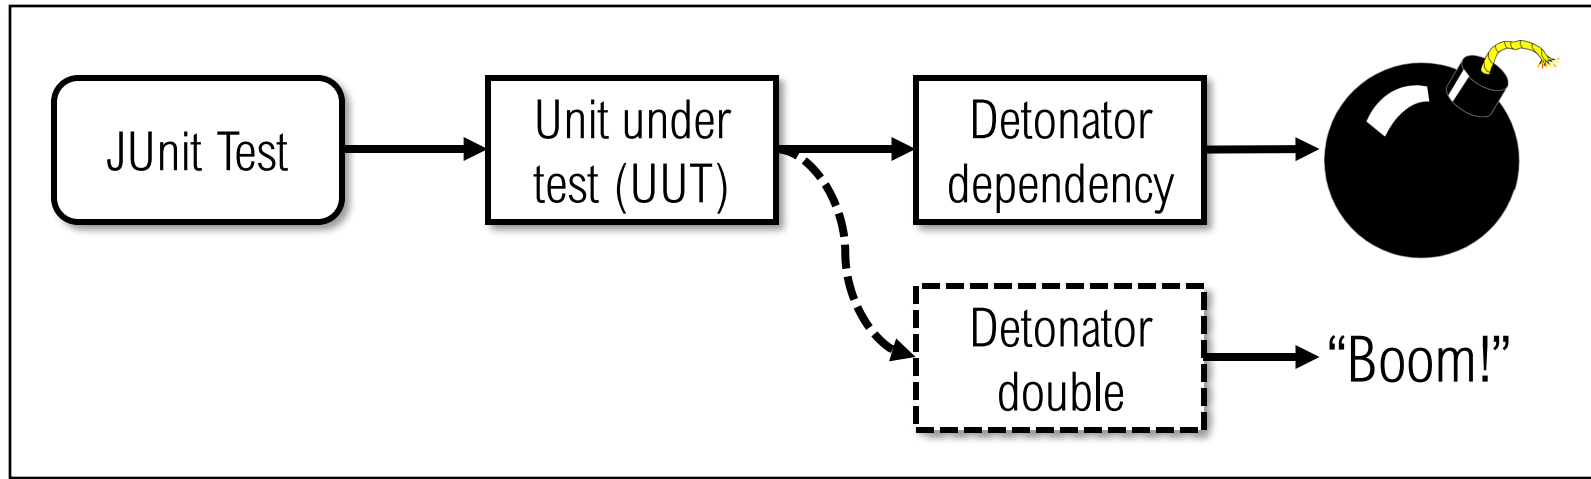 JUnit Test
Unit under
test (UUT)
Detonator
dependency
Detonator
double
“Boom!”